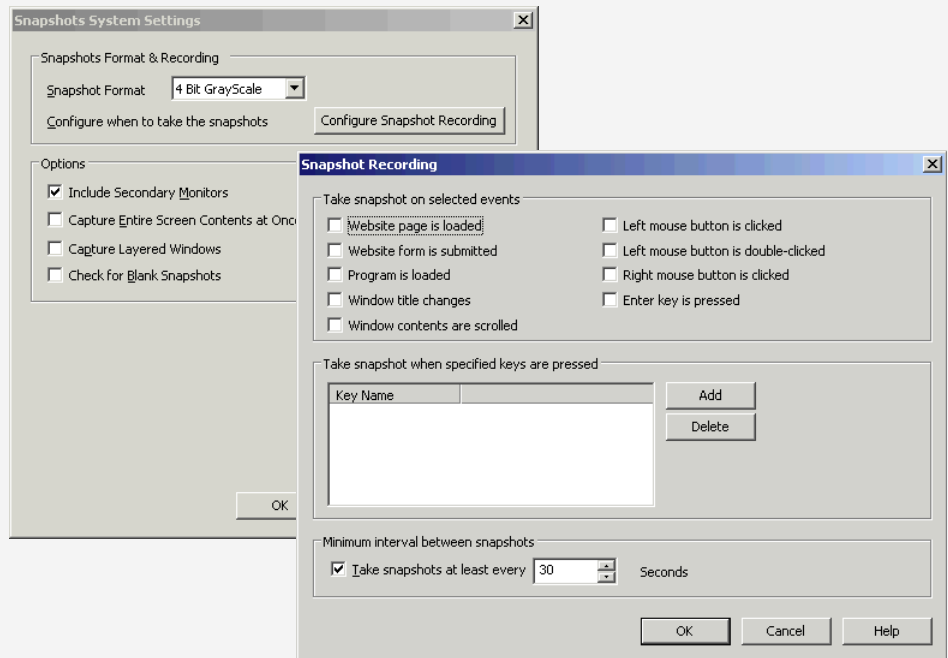 Snapshots System Settings
Snapshots Format & Recording
Snapshot Format
4 Bit GrayScale
Configure when to take the snapshots
Configure Snapshot Recording
Options
Include Secondary Monitors
Capture Entire Screen Contents at Onc
Capture Layered Windows
Check for Blank Snapshots
OK
Snapshot Recording
Take snapshot on selected events
Website page is loaded
Website form is submitted
Program is loaded
Window title changes
Window contents are scrolled
Left mouse button is clicked
Left mouse button is double-clicked
Right mouse button is clicked
Enter key is pressed
Take snapshot when specified keys are pressed
Key Name
Add
Delete
Minimum interval between snapshots
Take snapshots at least every 30 Seconds
OK
Cancel
Help